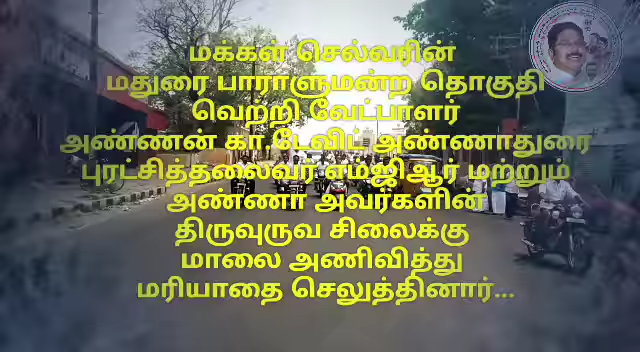 மக்கள் செல்வரின்
மதுரை பாராளுமன்ற தொகுதி
வெற்றி வேட்பாளர்
அண்ணன் கா.டேவிட் அண்ணாதுரை
புரட்சித்தலைவர் எம்ஜிஆர் மற்றும்
அண்ணா அவர்களின்
திருவுருவ சிலைக்கு
மாலை அணிவித்து
மரியாதை செலுத்தினார்...